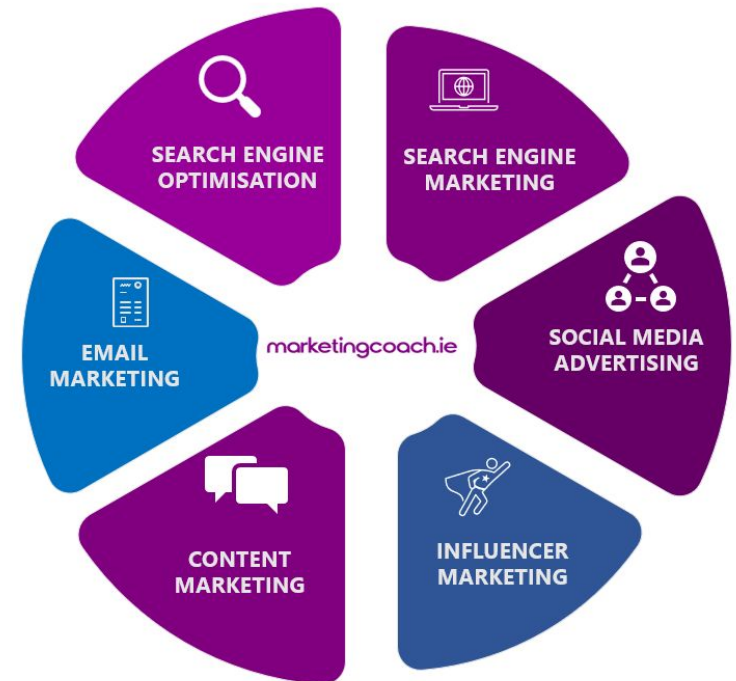 SEARCH ENGINE
OPTIMISATION
SEARCH ENGINE
MARKETING
SOCIAL MEDIA
ADVERTISING
INFLUENCER
MARKETING
CONTENT
MARKETING
EMAIL
MARKETING
marketingcoach.ie